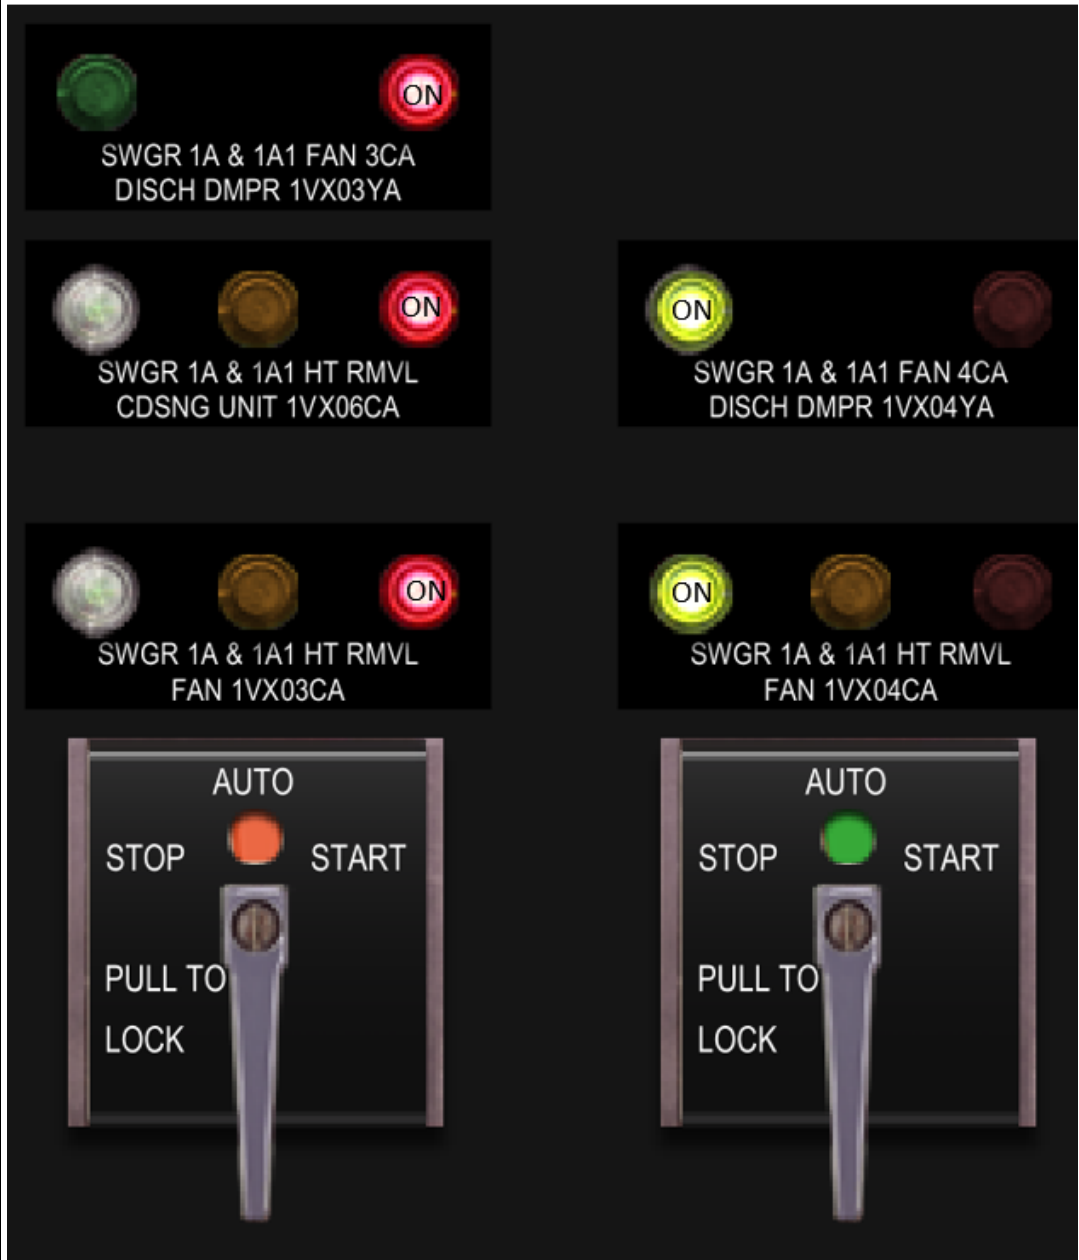 ON
SWGR 1A & 1A1 FAN 3CA
DISCH DMPR 1VX03YA
ON
SWGR 1A & 1A1 HT RMVL
CDSNG UNIT 1VX06CA
ON
SWGR 1A & 1A1 FAN 4CA
DISCH DMPR 1VX04YA
ON
SWGR 1A & 1A1 HT RMVL
FAN 1VX03CA
ON
SWGR 1A & 1A1 HT RMVL
FAN 1VX04CA
AUTO
STOP START
PULL TO
LOCK
AUTO
STOP START
PULL TO
LOCK